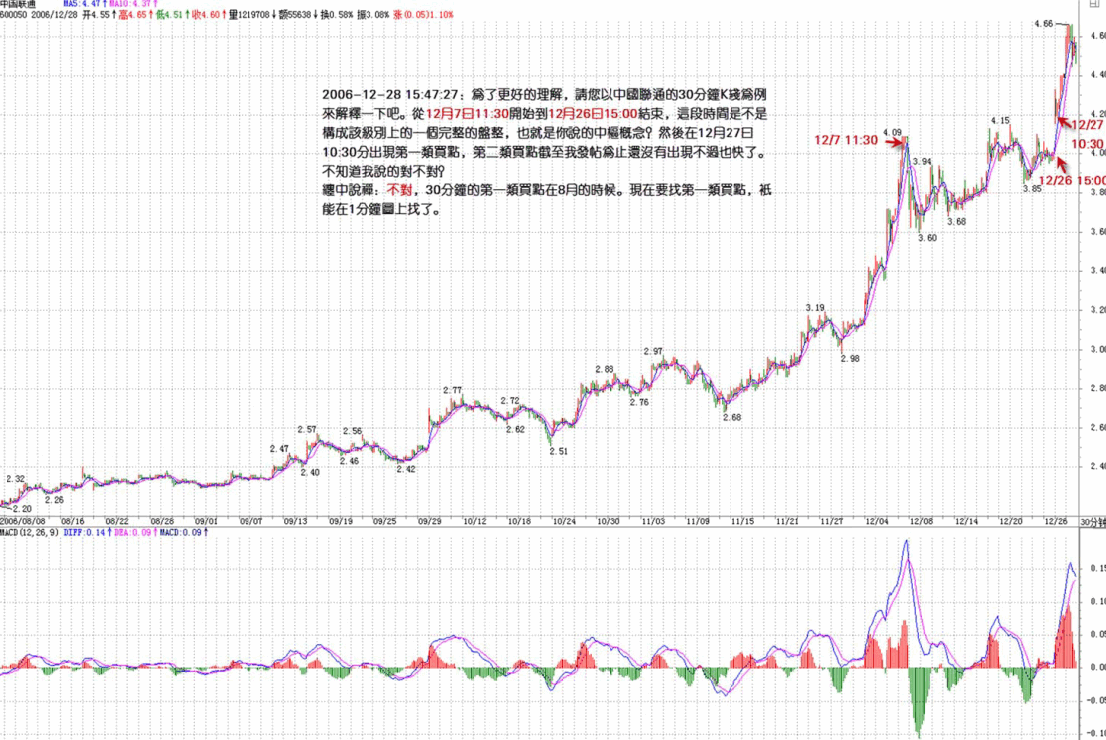 中国联通 MA5:4.47↑MA10:4.37↑
600050 2006/12/28 开4.55↑高4.65↑低4.51↑收4.60↑量1219708↓额55638↓换0.58% 振3.08% 涨(0.05)1.10%
4.66
4.60
4.40
2006-12-28 15:47:27：為了更好的理解，請您以中國聯通的30分鐘K綫為例
來解釋一下吧。從12月7日11:30開始到12月26日15:00結束，這段時間是不是
4.20
構成該級別上的一個完整的盤整，也就是你說的中樞概念？然後在12月27日
12/7 11:30 4.09 4.15 12/27
10:30分出現第一類買點，第二類買點截至我發帖為止還沒有出現不過也快了。
10:30
4.00
不知道我說的對不對？
3.94
纏中說禪：不對，30分鐘的第一類買點在8月的時候。現在要找第一類買點，衹
3.85 12/26 15:00
3.80
能在1分鐘圖上找了。
3.68
3.60
3.60
3.40
3.19
3.20
2.98
3.00
2.97
2.88
2.80
2.77 2.72 2.76
2.68
2.62
2.60
2.57 2.56
2.51
2.47 2.46
2.40 2.42
2.40
2.32
2.26
2.20
2006/08/08 08/16 08/22 08/28 09/01 09/07 09/13 09/19 09/25 09/29 10/12 10/18 10/24 10/30 11/03 11/09 11/15 11/21 11/27 12/04 12/08 12/14 12/20 12/26 30分钟
MACD(12,26,9) DIFF:0.14↑DEA:0.09↑MACD:0.09↑
0.15
0.10
0.05
0.00
-0.05
-0.10